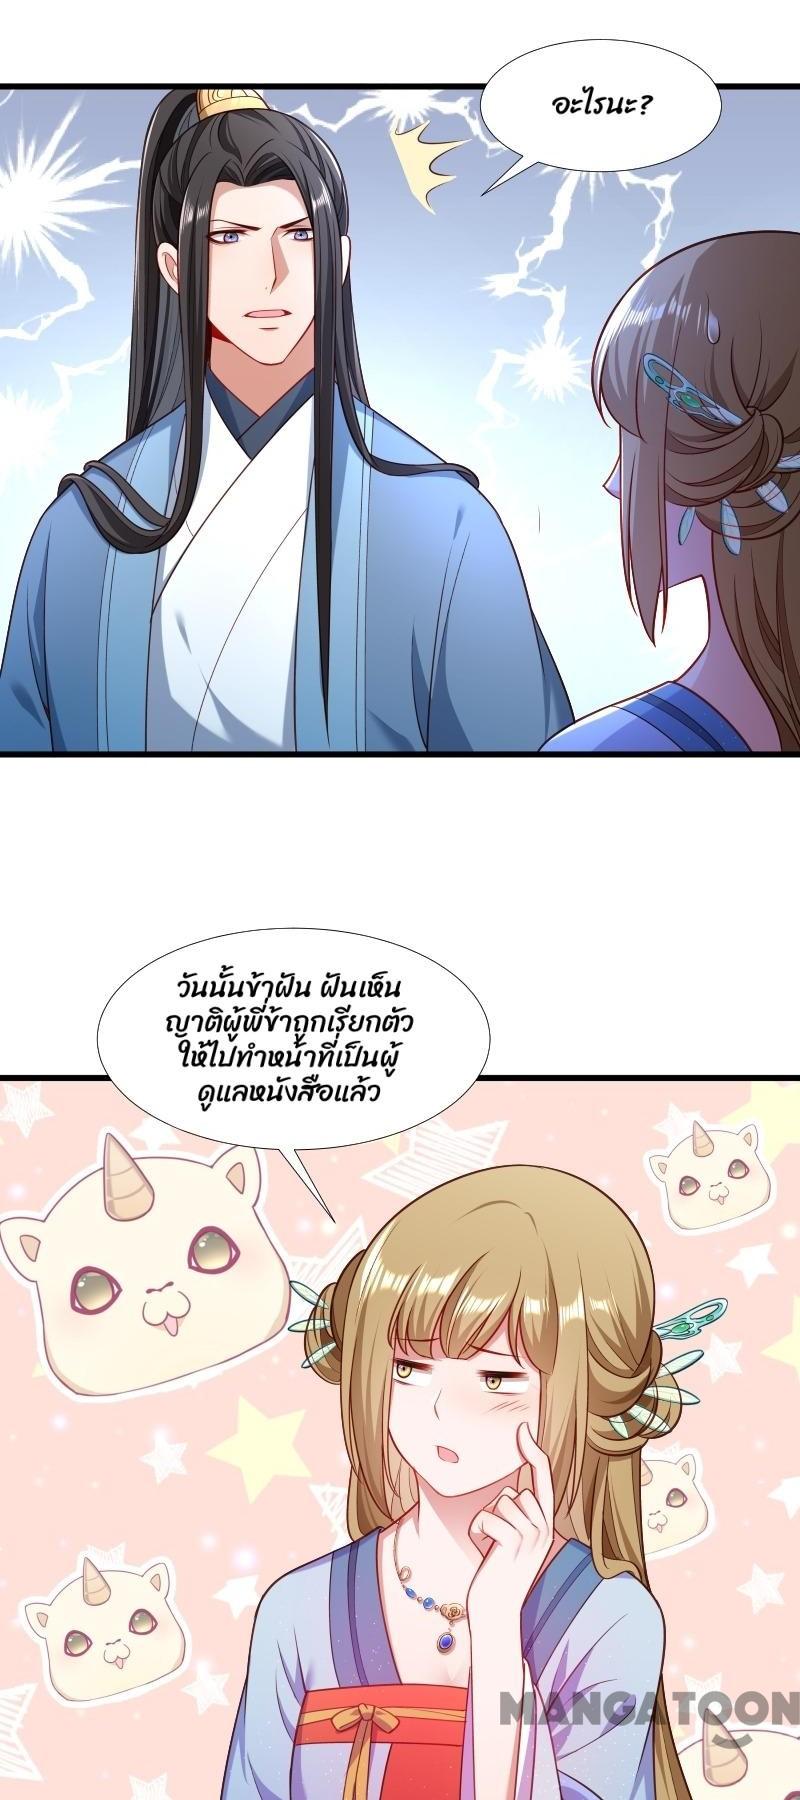 อะไรนะ?
วันนั้นข้าฝัน ฝันเห็น
ญาติผู้พี่ข้าถูกเรียกตัว
ให้ไปทำหน้าที่เป็นผู้
ดูแลหนังสือแล้ว
MANGATOON